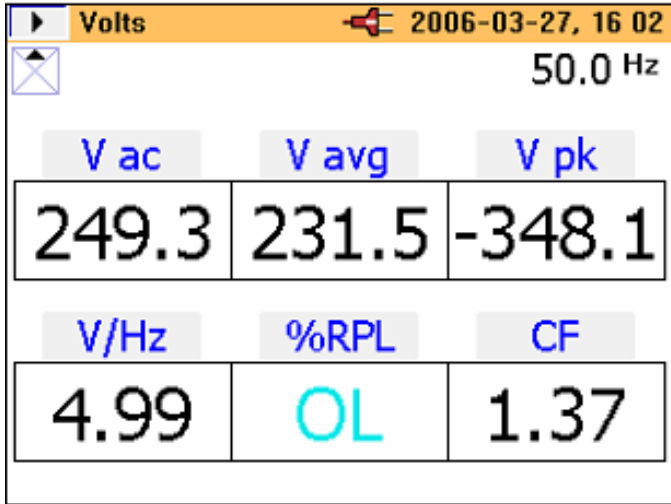 Volts 2006-03-27, 16 02
50.0 Hz
V ac V avg V pk
249.3 231.5 -348.1
V/Hz %RPL CF
4.99 OL 1.37